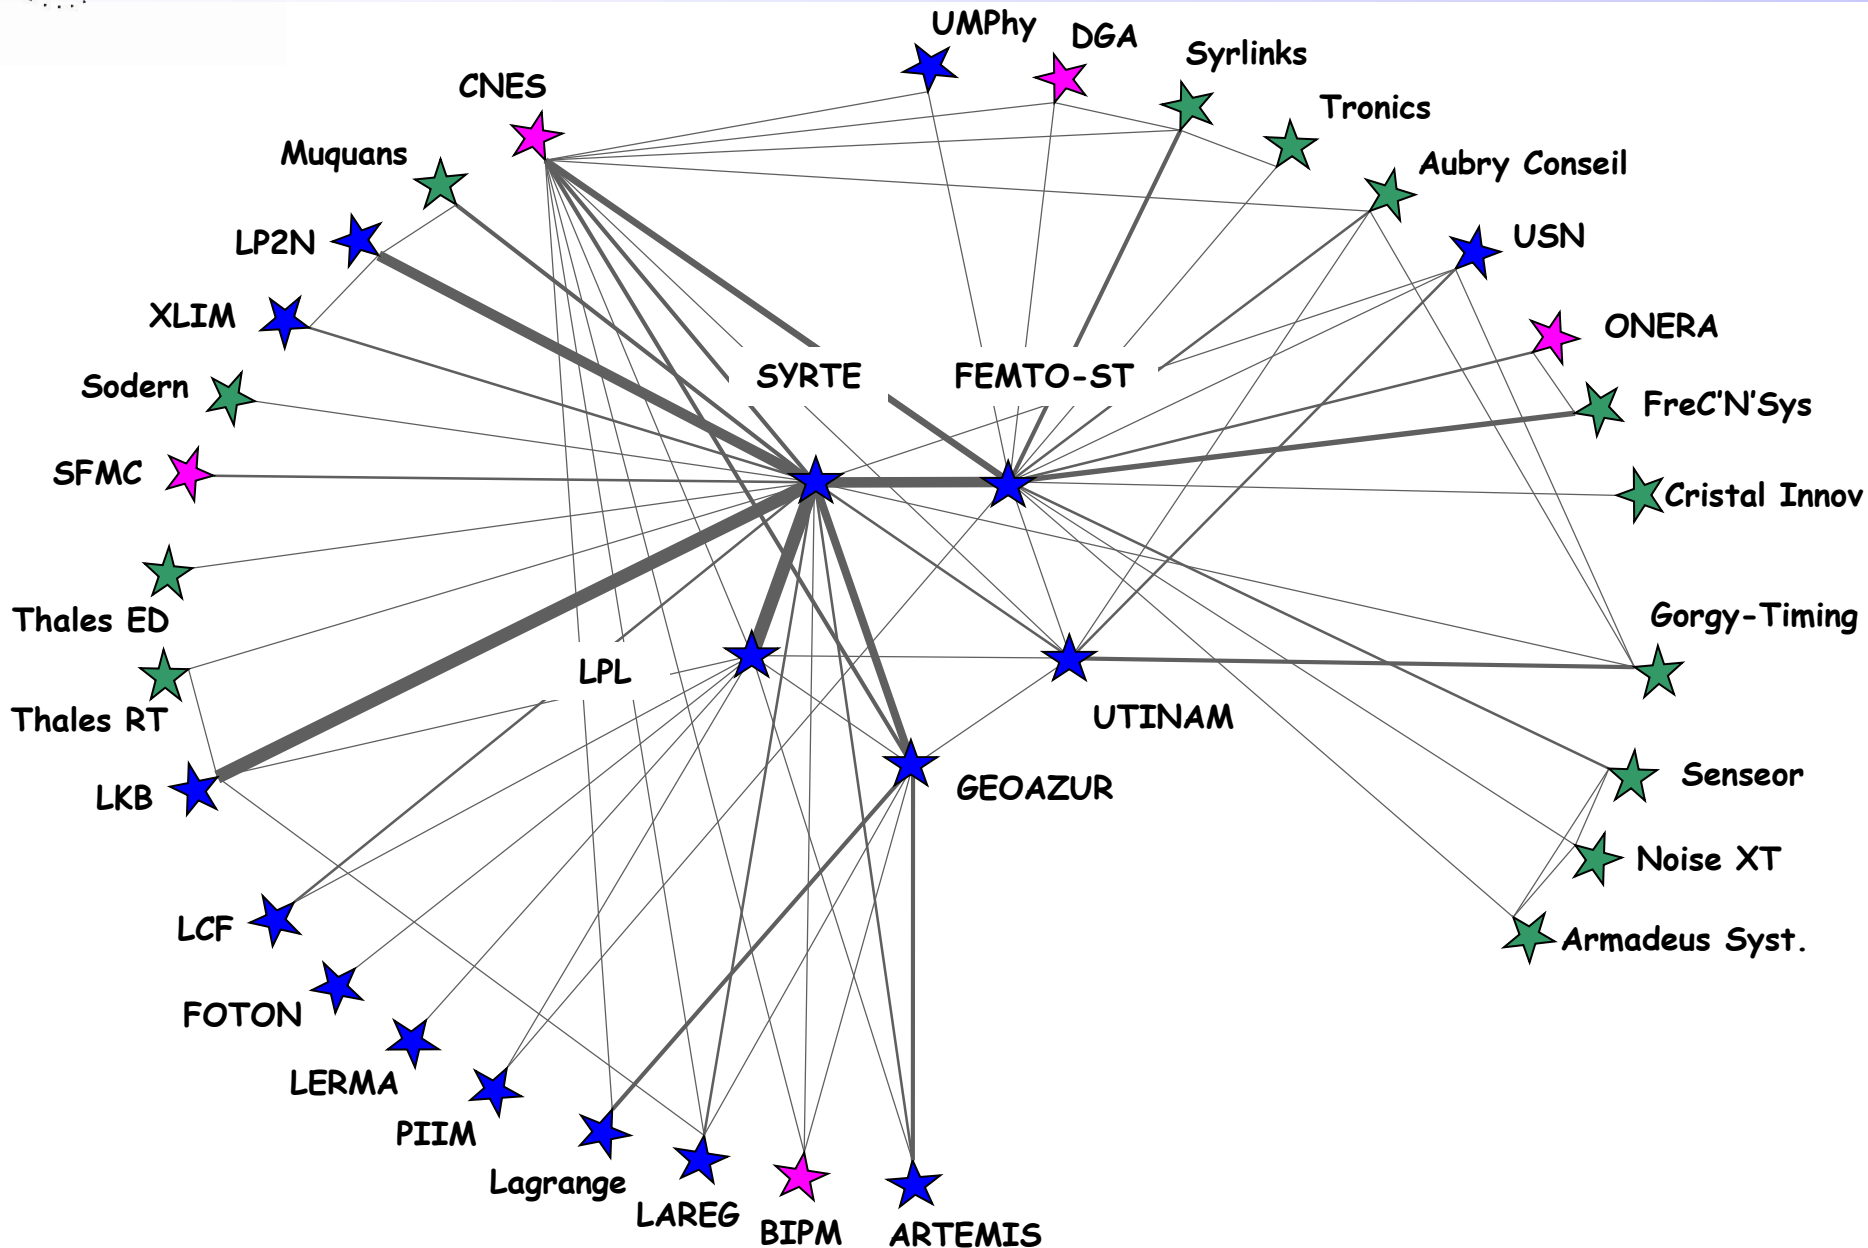 UMPhy
DGA
Syrlinks
CNES
Tronics
Muquans
Aubry Conseil
LP2N
USN
XLIM
ONERA
SYRTE
FEMTO-ST
Sodern
FreC'N'Sys
SFMC
Cristal Innov
Thales ED
Gorgy-Timing
LPL
Thales RT
UTINAM
LKB
GEOAZUR
Senseor
Noise XT
LCF
Armadeus Syst.
FOTON
LERMA
PIIM
Lagrange
LAREG
BIPM
ARTEMIS